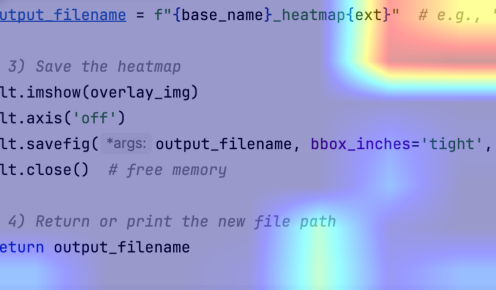 utput_filename = f"{base_name}_heatmap{ext}" # e.g., "
3) Save the heatmap
lt.imshow(overlay_img)
lt.axis('off')
lt.savefig( *args: output_filename, bbox_inches='tight',
lt.close() # free memory
4) Return or print the new file path
eturn output_filename